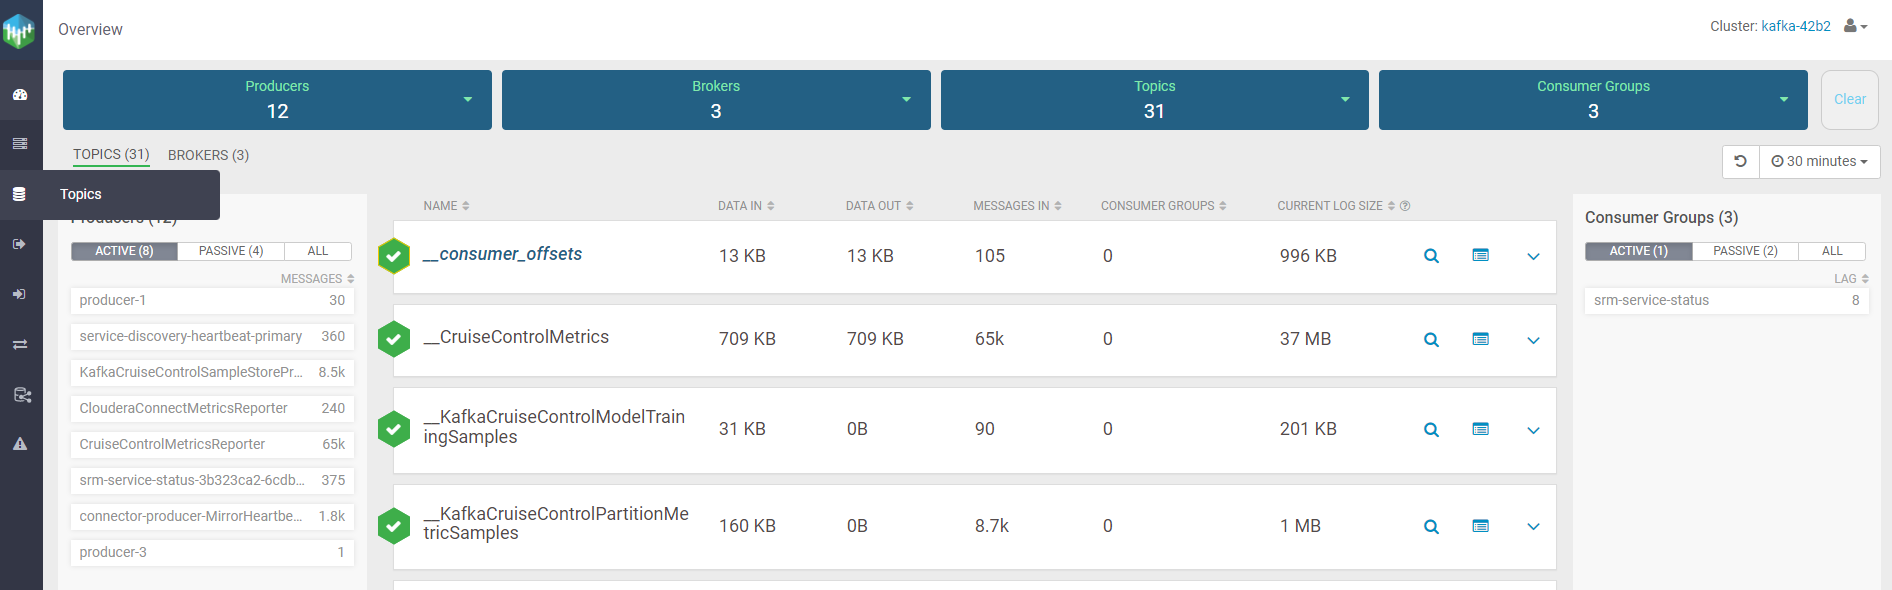 Overview
Cluster: kafka-42b2
Producers
12
Brokers
3
Topics
31
Consumer Groups
3
Clear
TOPICS (31)
BROKERS (3)
30 minutes
Topics
Producers (12)
ACTIVE (8)
PASSIVE (4)
ALL
MESSAGES
producer-1 30
service-discovery-heartbeat-primary 360
KafkaCruiseControlSampleStorePr... 8.5k
ClouderaConnectMetricsReporter 240
CruiseControlMetricsReporter 65k
srm-service-status-3b323ca2-6cdb... 375
connector-producer-MirrorHeartbe... 1.8k
producer-3 1
NAME DATA IN DATA OUT MESSAGES IN CONSUMER GROUPS CURRENT LOG SIZE
__consumer_offsets 13 KB 13 KB 105 0 996 KB
__CruiseControlMetrics 709 KB 709 KB 65k 0 37 MB
__KafkaCruiseControlModelTrain
ingSamples 31 KB 0B 90 0 201 KB
__KafkaCruiseControlPartitionMe
tricSamples 160 KB 0B 8.7k 0 1 MB
Consumer Groups (3)
ACTIVE (1)
PASSIVE (2)
ALL
LAG
srm-service-status 8